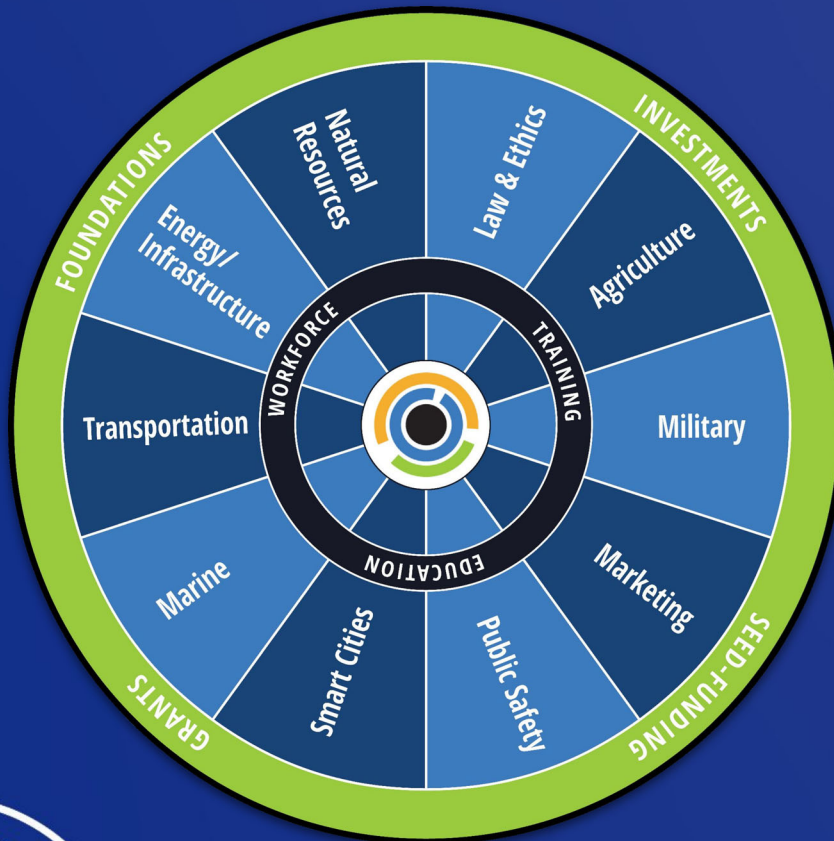 FOUNDATIONS
INVESTMENTS
SEED-FUNDING
GRANTS
Natural
Resources
Law & Ethics
Agriculture
Military
Marketing
Public Safety
Smart Cities
Marine
Transportation
Energy/
Infrastructure
WORKFORCE
TRAINING
EDUCATION